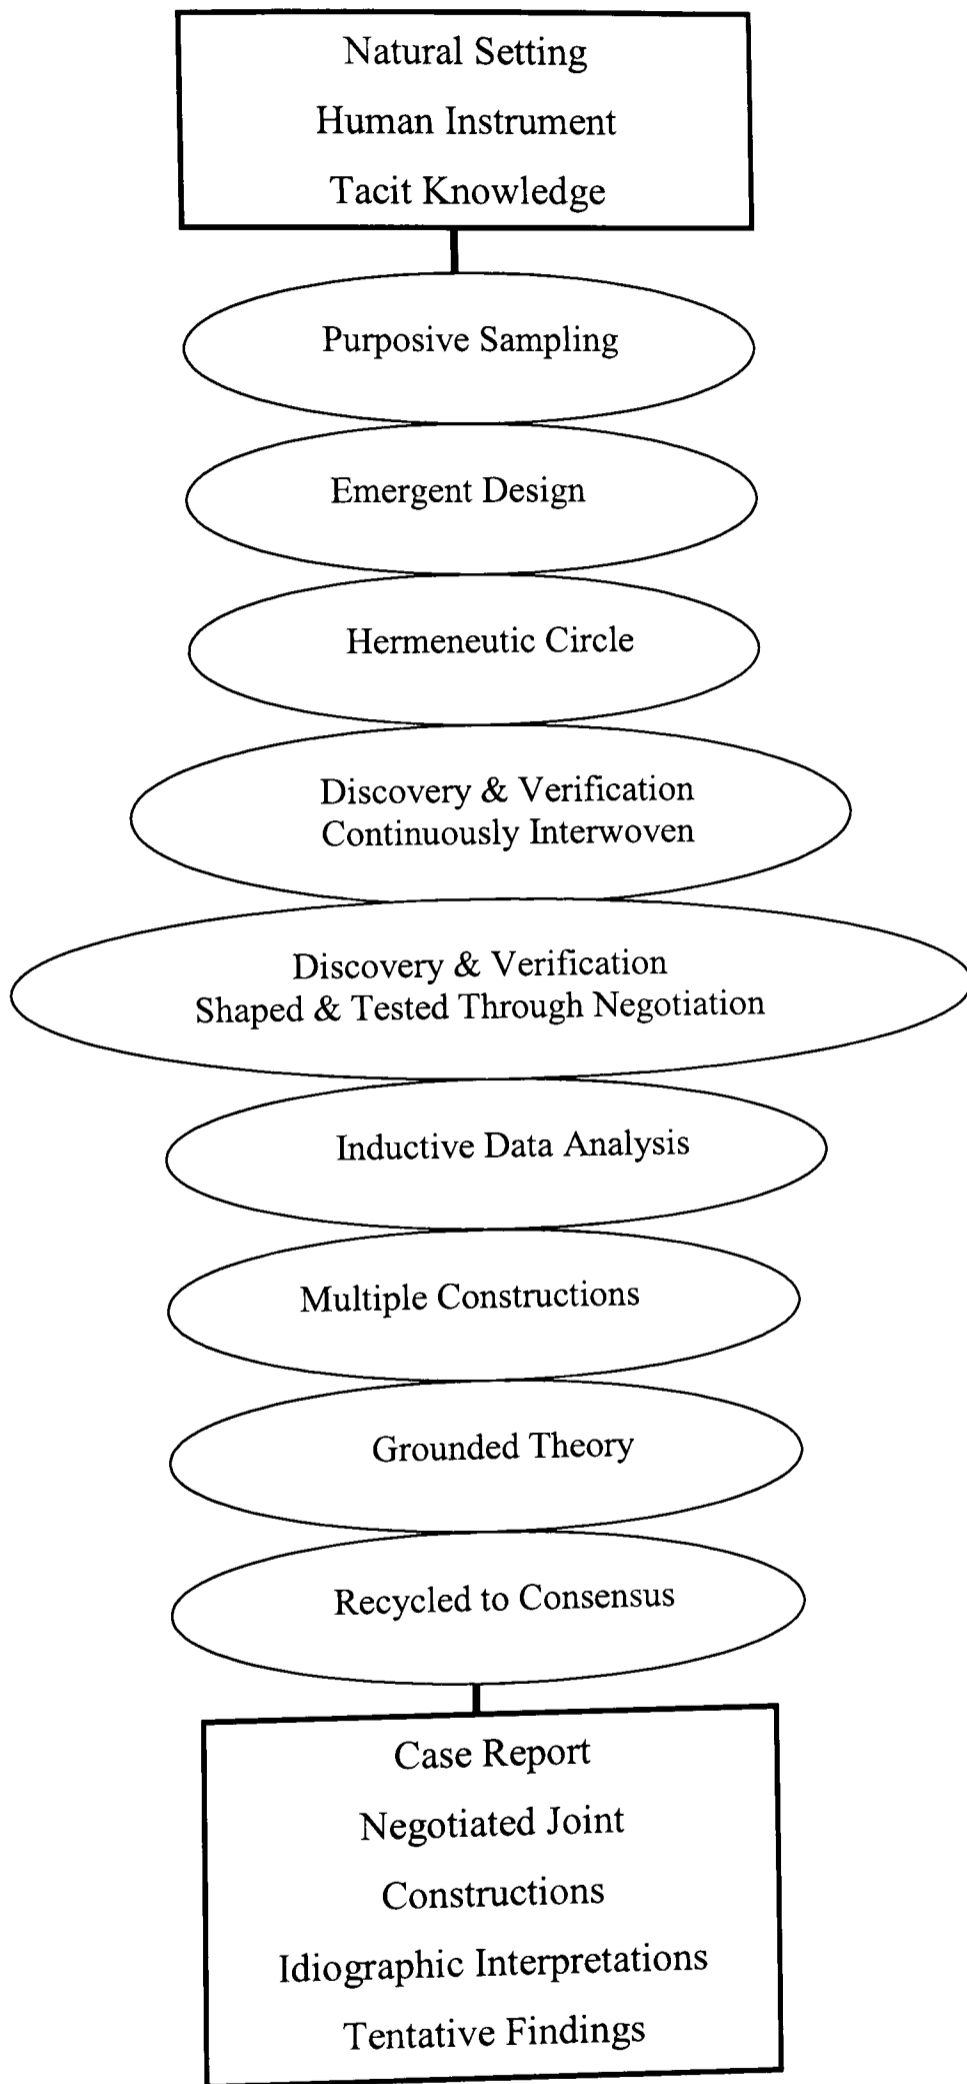 Natural Setting
Human Instrument
Tacit Knowledge
Purposive Sampling
Emergent Design
Hermeneutic Circle
Discovery & Verification
Continuously Interwoven
Discovery & Verification
Shaped & Tested Through Negotiation
Inductive Data Analysis
Multiple Constructions
Grounded Theory
Recycled to Consensus
Case Report
Negotiated Joint
Constructions
Idiographic Interpretations
Tentative Findings